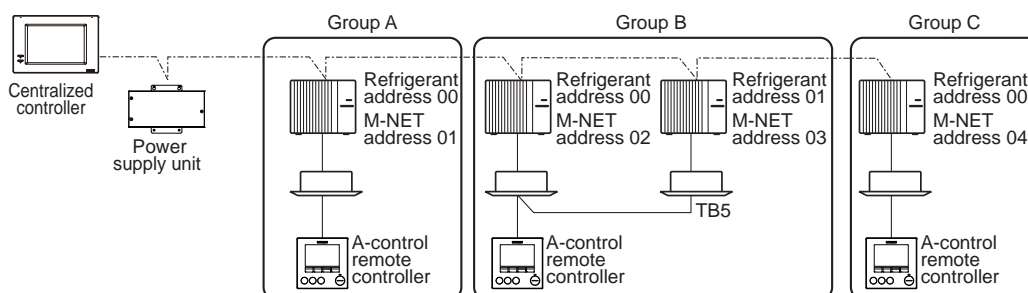 Group A
Group B
Group C
Centralized
controller
Power
supply unit
Refrigerant
address 00
M-NET
address 01
Refrigerant
address 00
M-NET
address 02
Refrigerant
address 01
M-NET
address 03
Refrigerant
address 00
M-NET
address 04
TB5
A-control
remote
controller
A-control
remote
controller
A-control
remote
controller